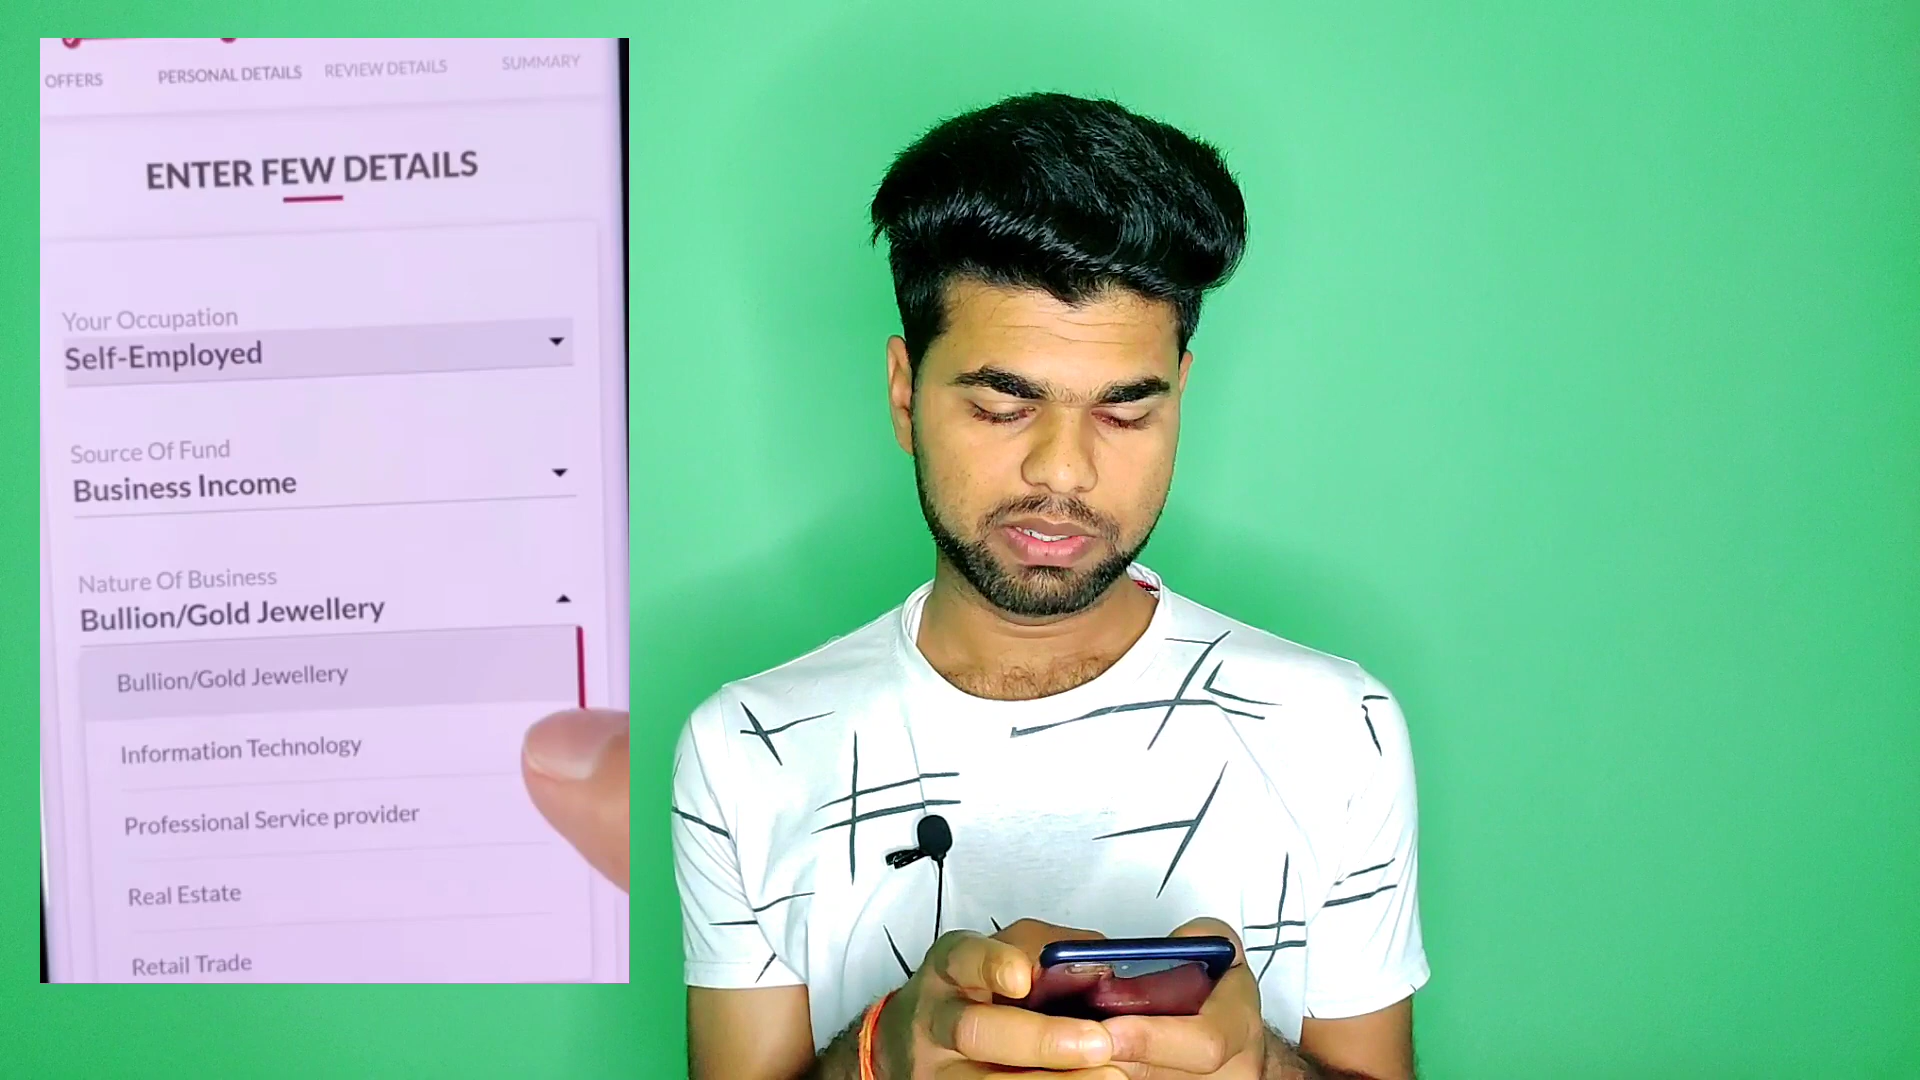 OFFERS PERSONAL DETAILS REVIEW DETAILS SUMMARY
ENTER FEW DETAILS
Your Occupation
Self-Employed
Source Of Fund
Business Income
Nature Of Business
Bullion/Gold Jewellery
Bullion/Gold Jewellery
Information Technology
Professional Service provider
Real Estate
Retail Trade